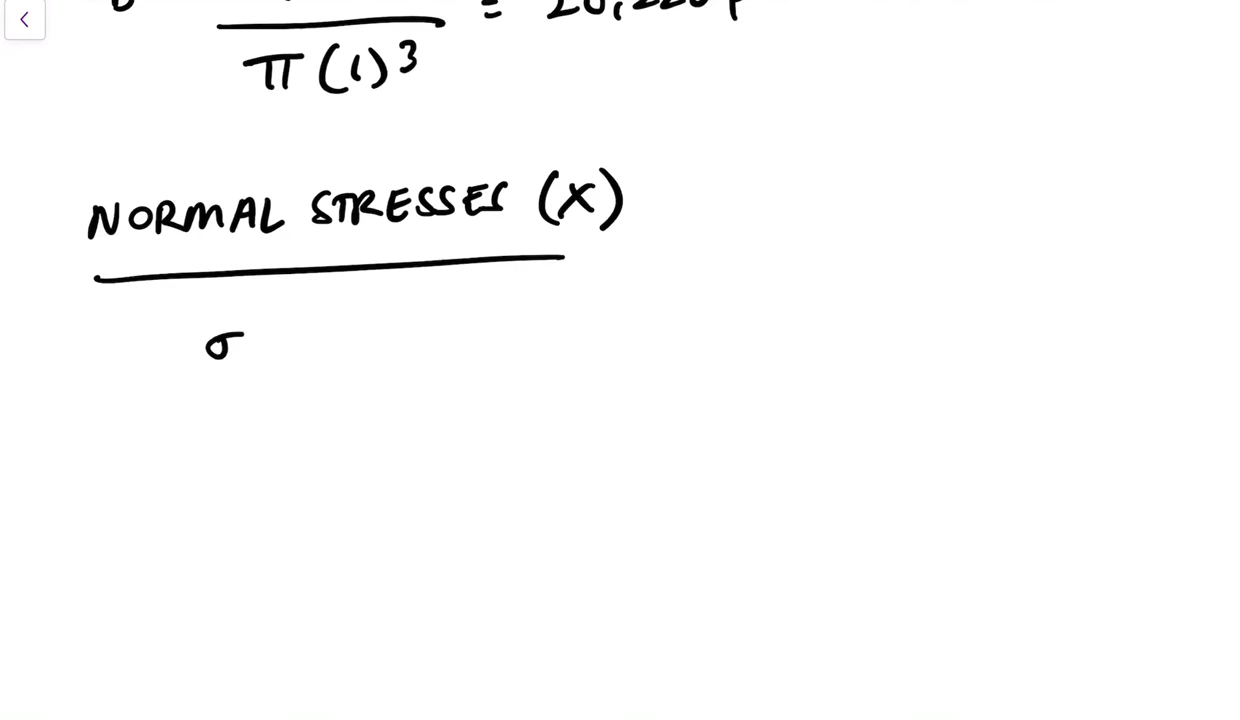 π(1)³
NORMAL STRESSES (X)
σ